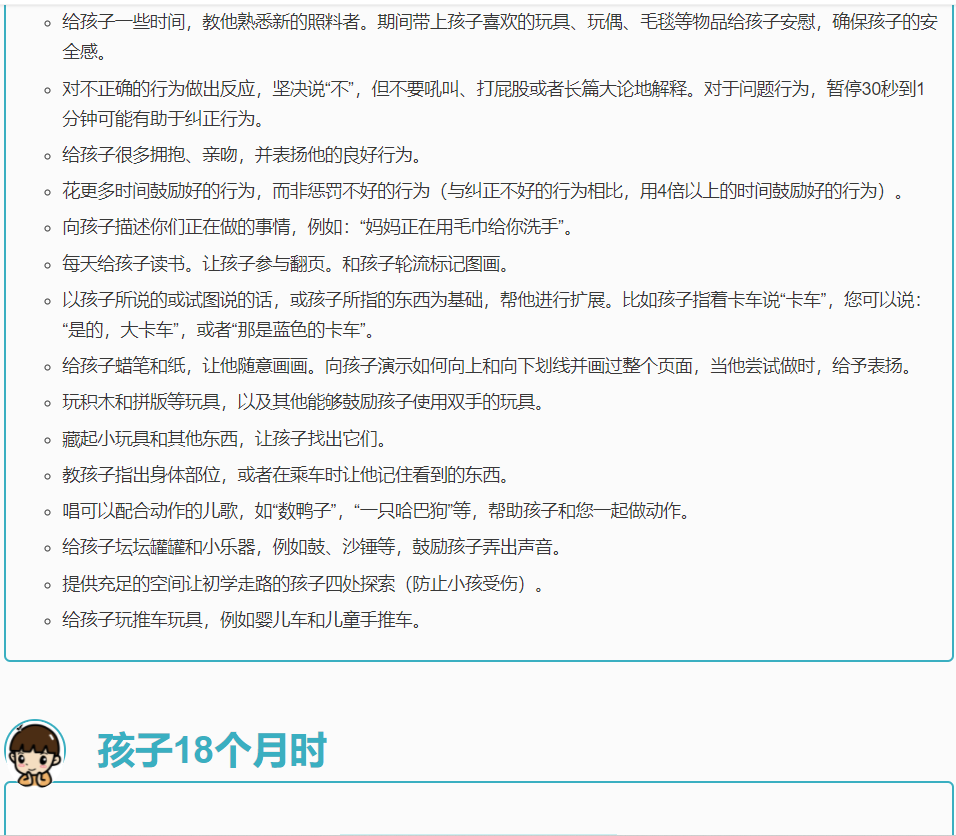 给孩子一些时间，教他熟悉新的照料者。期间带上孩子喜欢的玩具、玩偶、毛毯等物品给孩子安慰，确保孩子的安
全感。
对不正确的行为做出反应，坚决说“不”，但不要吼叫、打屁股或者长篇大论地解释。对于问题行为，暂停30秒到1
分钟可能有助于纠正行为。
给孩子很多拥抱、亲吻，并表扬他的良好行为。
花更多时间鼓励好的行为，而非惩罚不好的行为（与纠正不好的行为相比，用4倍以上的时间鼓励好的行为）。
向孩子描述你们正在做的事情，例如：“妈妈正在用毛巾给你洗手”。
每天给孩子读书。让孩子参与翻页。和孩子轮流标记图画。
以孩子所说的或试图说的话，或孩子所指的东西为基础，帮他进行扩展。比如孩子指着卡车说“卡车”，您可以说：
“是的，大卡车”，或者“那是蓝色的卡车”。
给孩子蜡笔和纸，让他随意画画。向孩子演示如何向上和向下划线并画过整个页面，当他尝试做时，给予表扬。
玩积木和拼版等玩具，以及其他能够鼓励孩子使用双手的玩具。
藏起小玩具和其他东西，让孩子找出它们。
教孩子指出身体部位，或者在乘车时让他记住看到的东西。
唱可以配合动作的儿歌，如“数鸭子”，“一只哈巴狗”等，帮助孩子和您一起做动作。
给孩子坛坛罐罐和小乐器，例如鼓、沙锤等，鼓励孩子弄出声音。
提供充足的空间让初学走路的孩子四处探索（防止小孩受伤）。
给孩子玩推车玩具，例如婴儿车和儿童手推车。
孩子18个月时